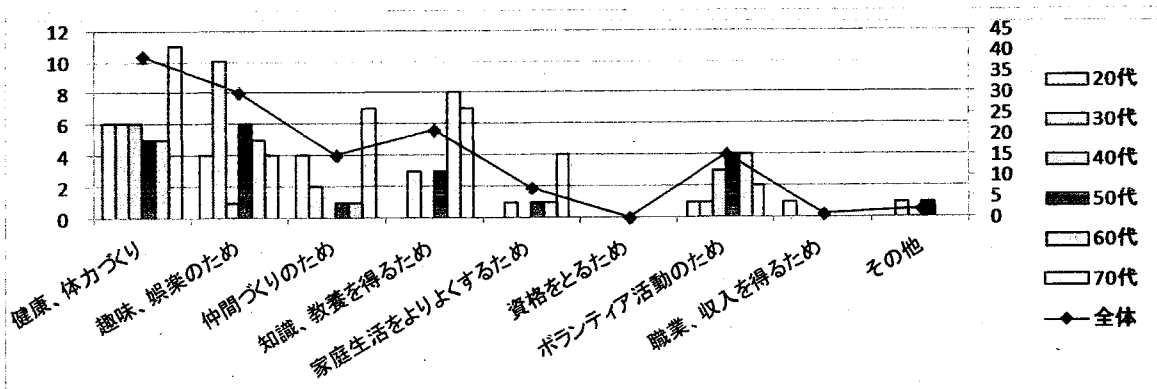 12
10
8
6
4
2
0
45
40
35
30
25
20
15
10
5
0
健康、体力づくり
趣味、娯楽のため
仲間づくりのため
知識、教養を得るため
家庭生活をよりよくするため
資格をとるため
ボランティア活動のため
職業、収入を得るため
その他
20代
30代
40代
50代
60代
70代
全体